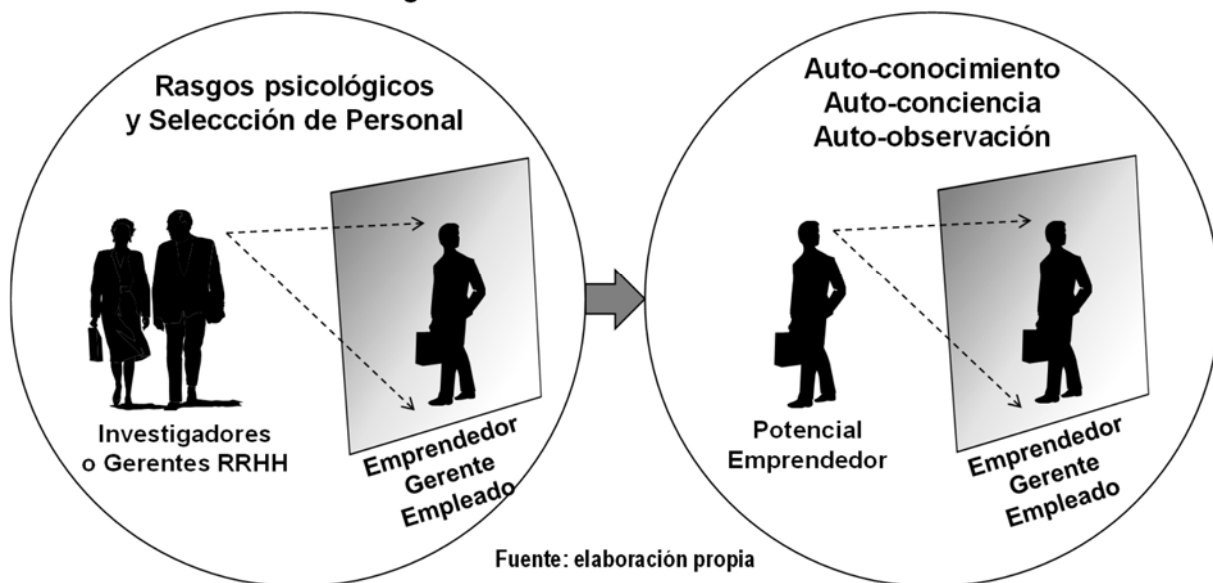 Rasgos psicológicos
y Seleccción de Personal
Investigadores
o Gerentes RRHH
Emprendedor
Gerente
Empleado
Auto-conocimiento
Auto-conciencia
Auto-observación
Potencial
Emprendedor
Emprendedor
Gerente
Empleado
Fuente: elaboración propia